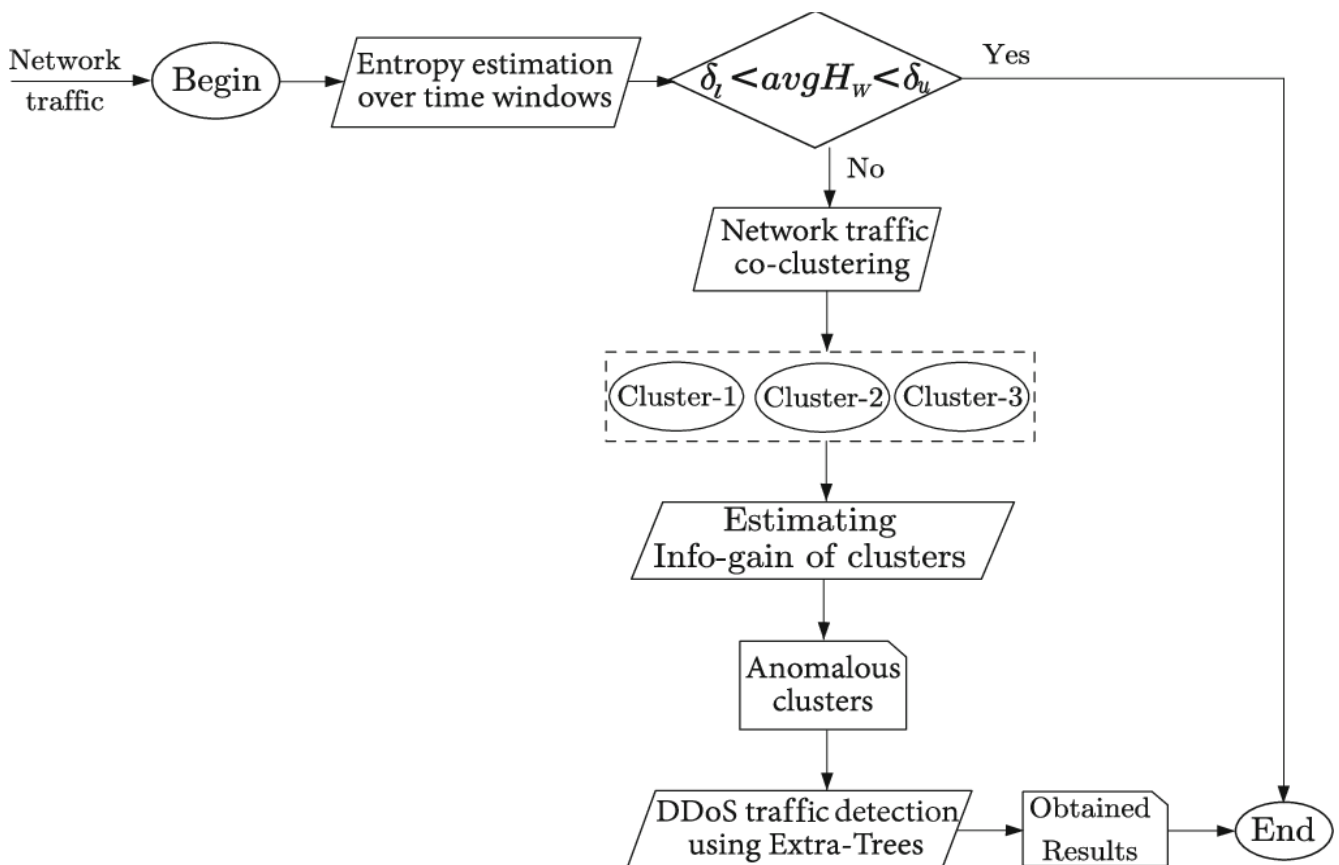 Network
traffic
Begin
Entropy estimation
over time windows
δₗ < avgH_w < δᵤ
Yes
No
Network traffic
co-clustering
Cluster-1
Cluster-2
Cluster-3
Estimating
Info-gain of clusters
Anomalous
clusters
DDoS traffic detection
using Extra-Trees
Obtained
Results
End